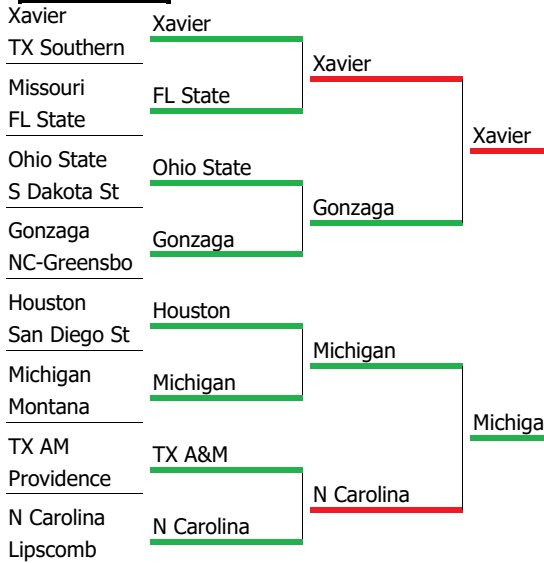 Xavier
TX Southern
Missouri
FL State
Ohio State
S Dakota St
Gonzaga
NC-Greensbo
Houston
San Diego St
Michigan
Montana
TX AM
Providence
N Carolina
Lipscomb
Xavier
FL State
Ohio State
Gonzaga
Houston
Michigan
TX A&M
N Carolina
Xavier
Gonzaga
Michigan
N Carolina
Xavier
Michiga